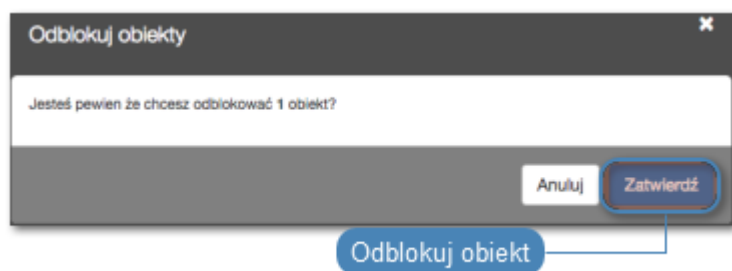 Odblokuj obiekty
Jesteś pewien że chcesz odblokować 1 obiekt?
Anuluj
Zatwierdź
Odblokuj obiekt